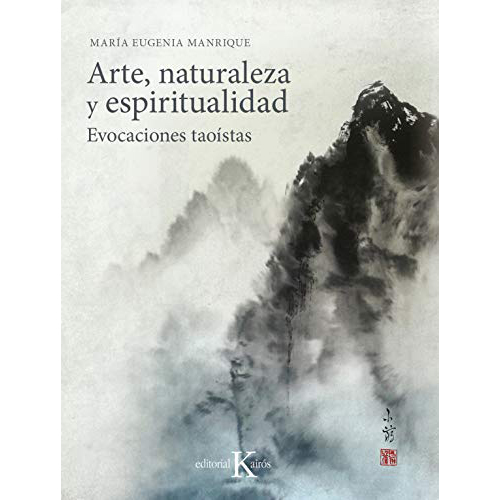 MARÍA EUGENIA MANRIQUE
Arte, naturaleza
y espiritualidad
Evocaciones taoístas
editorial Kairós